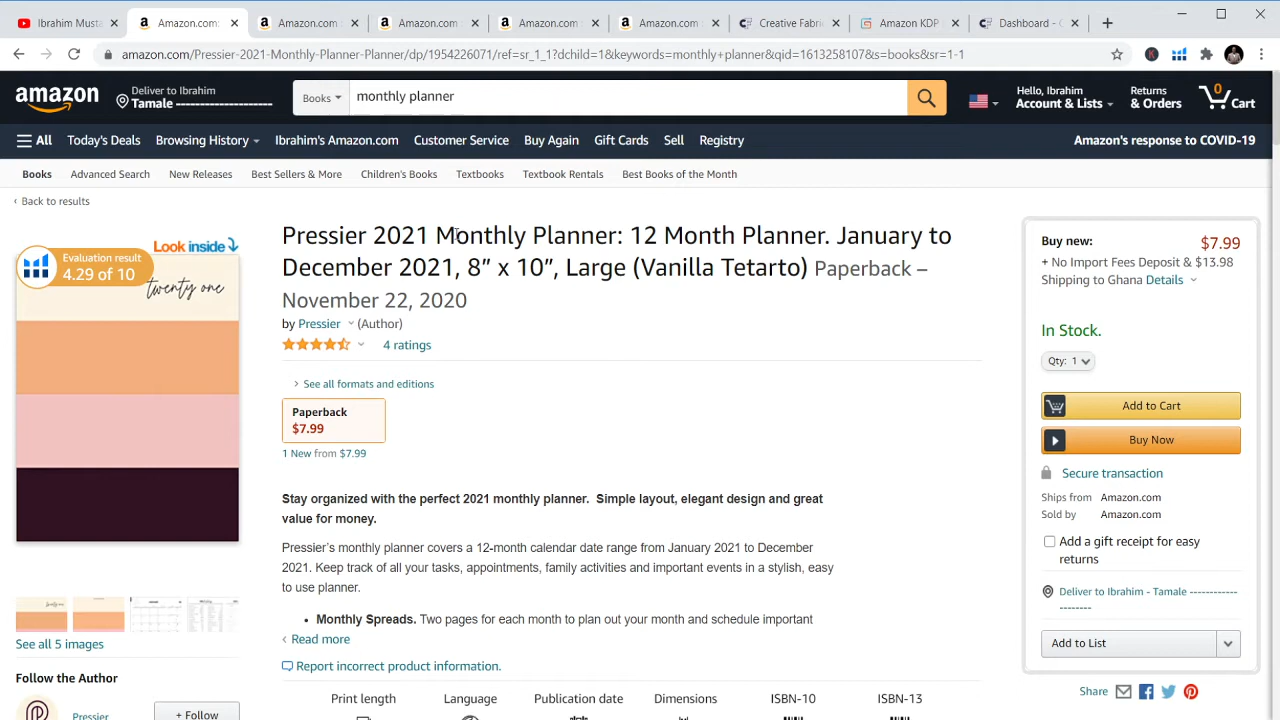 Ibrahim Must
Amazon.com:
Amazon.com:
Amazon.com
Amazon.com
Amazon.com
Creative Fabric
Amazon KDP
Dashboard - C
amazon.com/Pressier-2021-Monthly-Planner-Planner/dp/1954226071/ref=sr_1_1?dchild=1&keywords=monthly+planner&qid=1613258107&s=books&sr=1-1
amazon
Deliver to Ibrahim
Tamale ------------------
Books
monthly planner
Hello, Ibrahim
Account & Lists
Returns
& Orders
0
Cart
All
Today's Deals
Browsing History
Ibrahim's Amazon.com
Customer Service
Buy Again
Gift Cards
Sell
Registry
Amazon's response to COVID-19
Books
Advanced Search
New Releases
Best Sellers & More
Children's Books
Textbooks
Textbook Rentals
Best Books of the Month
‹ Back to results
Look inside
Evaluation result
4.29 of 10
twenty one
Pressier 2021 Monthly Planner: 12 Month Planner. January to
December 2021, 8” x 10”, Large (Vanilla Tetarto) Paperback –
November 22, 2020
by Pressier (Author)
4 ratings
See all formats and editions
Paperback
$7.99
1 New from $7.99
Stay organized with the perfect 2021 monthly planner. Simple layout, elegant design and great
value for money.
Pressier’s monthly planner covers a 12-month calendar date range from January 2021 to December
2021. Keep track of all your tasks, appointments, family activities and important events in a stylish, easy
to use planner.
• Monthly Spreads. Two pages for each month to plan out your month and schedule important
Read more
Report incorrect product information.
Print length
Language
Publication date
Dimensions
ISBN-10
ISBN-13
See all 5 images
Follow the Author
Pressier
+ Follow
Buy new:
$7.99
+ No Import Fees Deposit & $13.98
Shipping to Ghana Details
In Stock.
Qty: 1
Add to Cart
Buy Now
Secure transaction
Ships from Amazon.com
Sold by Amazon.com
Add a gift receipt for easy
returns
Deliver to Ibrahim - Tamale -----------
--------
Add to List
Share